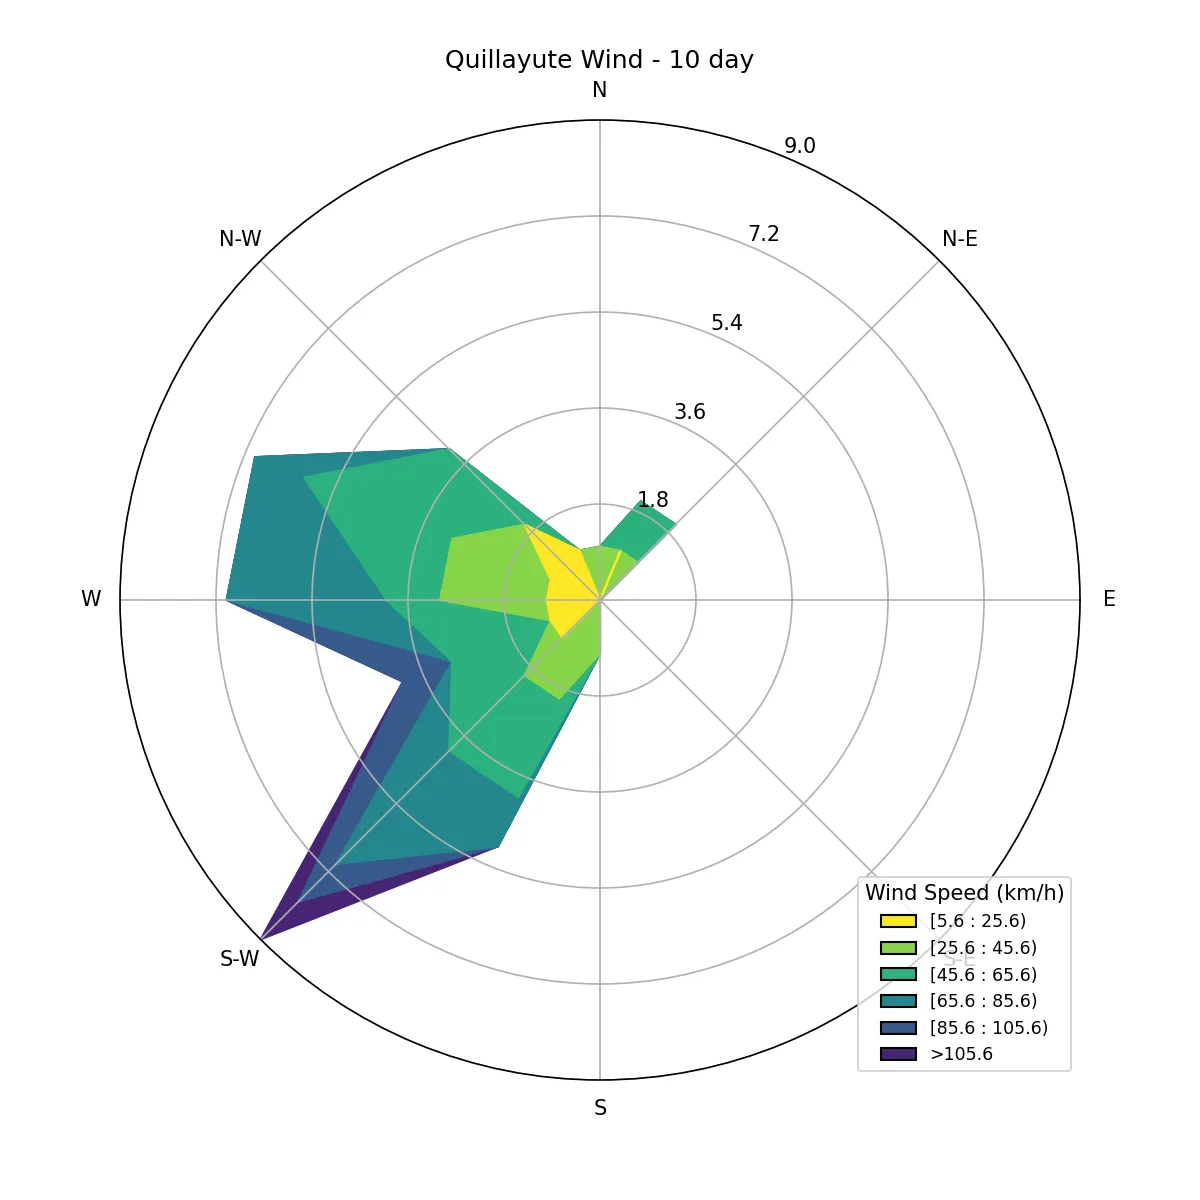 Quillayute Wind - 10 day
N
9.0
N-W
7.2
N-E
5.4
3.6
1.8
W
E
S-W
S-E
S
Wind Speed (km/h)
[5.6 : 25.6)
[25.6 : 45.6)
[45.6 : 65.6)
[65.6 : 85.6)
[85.6 : 105.6)
>105.6